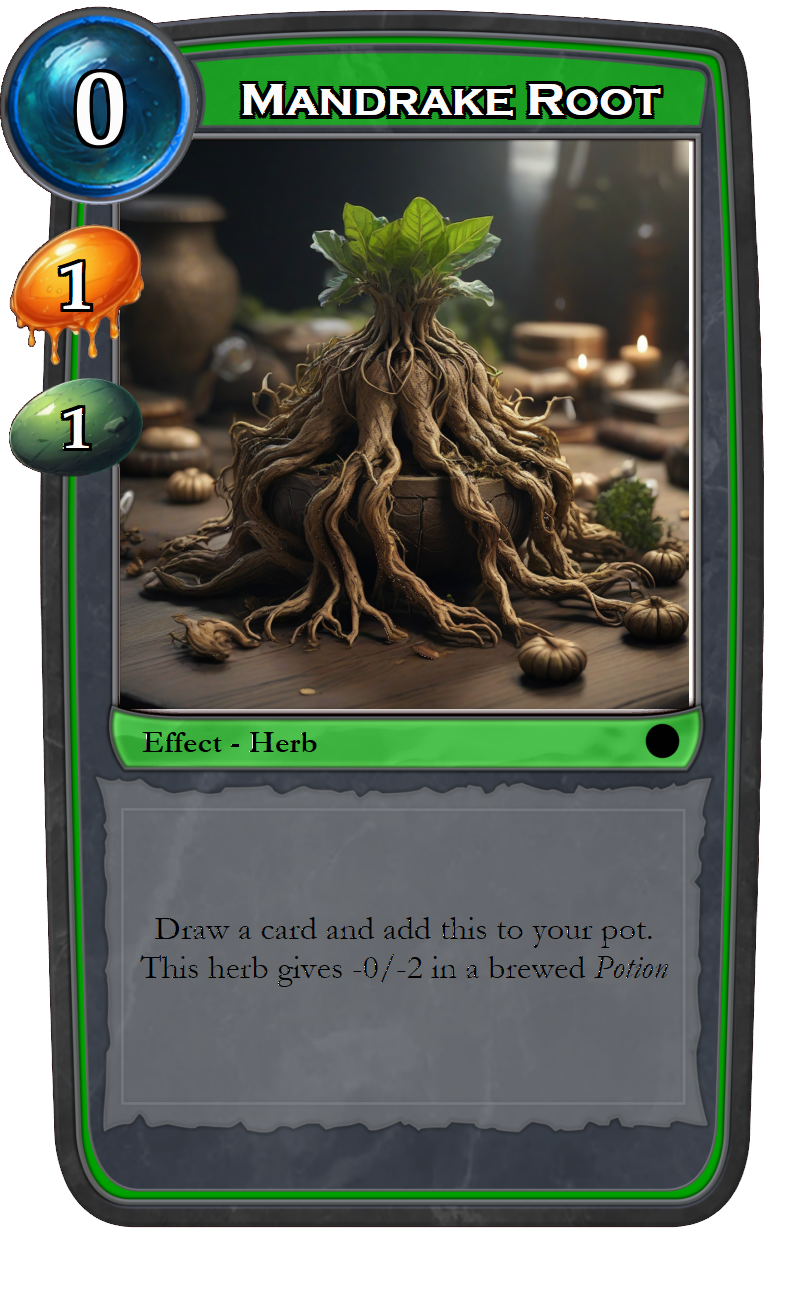 0
Mandrake Root
1
1
Effect - Herb
Draw a card and add this to your pot.
This herb gives -0/-2 in a brewed Potion